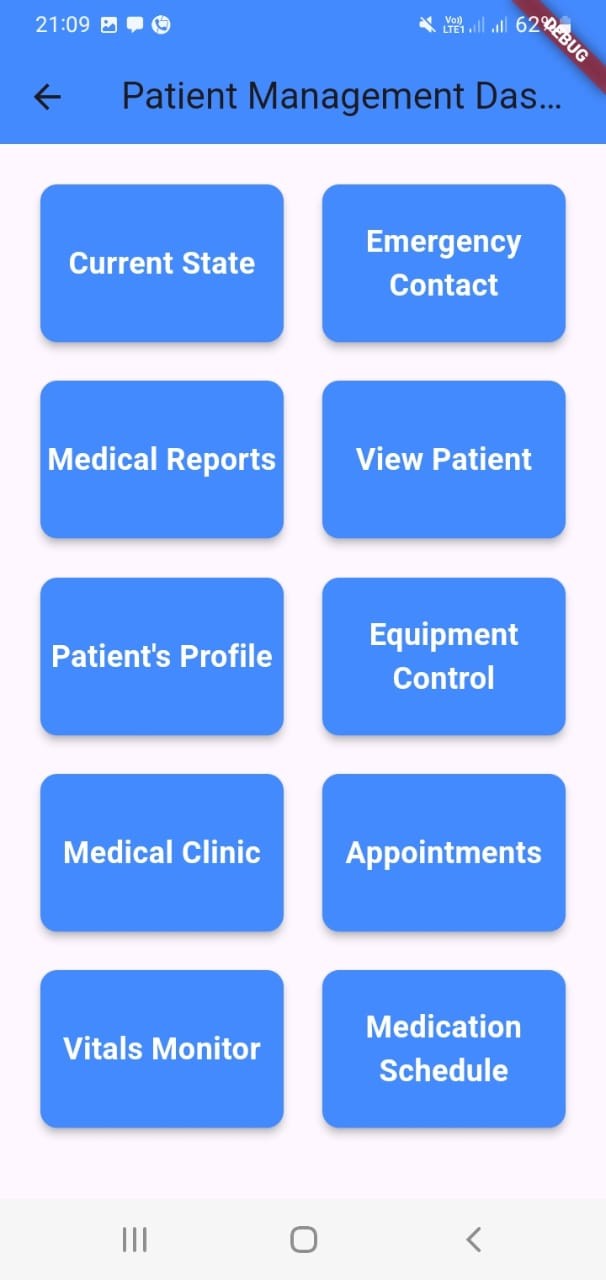 21:09
Vo))
LTE1
62%
DEBUG
Patient Management Das...
Current State
Emergency
Contact
Medical Reports
View Patient
Patient's Profile
Equipment
Control
Medical Clinic
Appointments
Vitals Monitor
Medication
Schedule